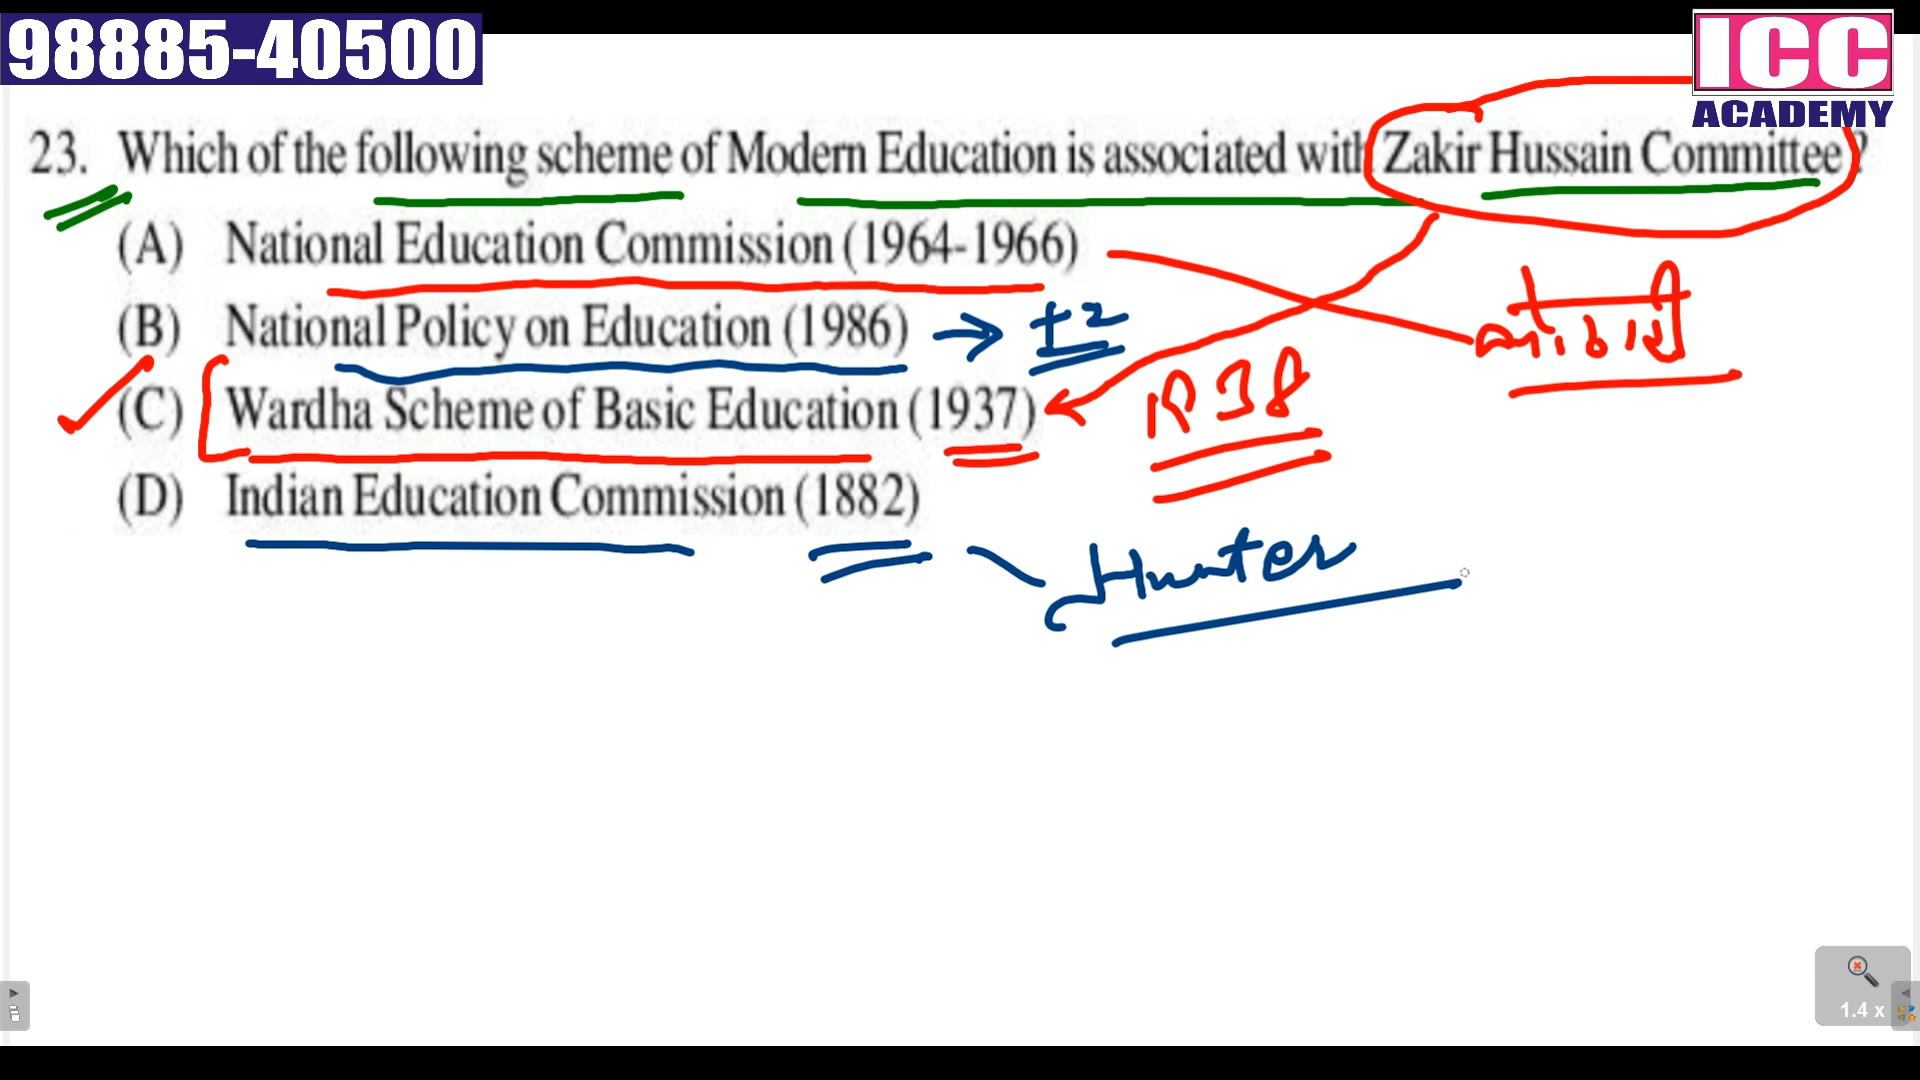 98885-40500
ICC
ACADEMY
23. Which of the following scheme of Modern Education is associated with Zakir Hussain Committee ?
(A) National Education Commission (1964-1966)
(B) National Policy on Education (1986) → +2
(C) Wardha Scheme of Basic Education (1937) 1938
(D) Indian Education Commission (1882)
Hunter
1.4 x